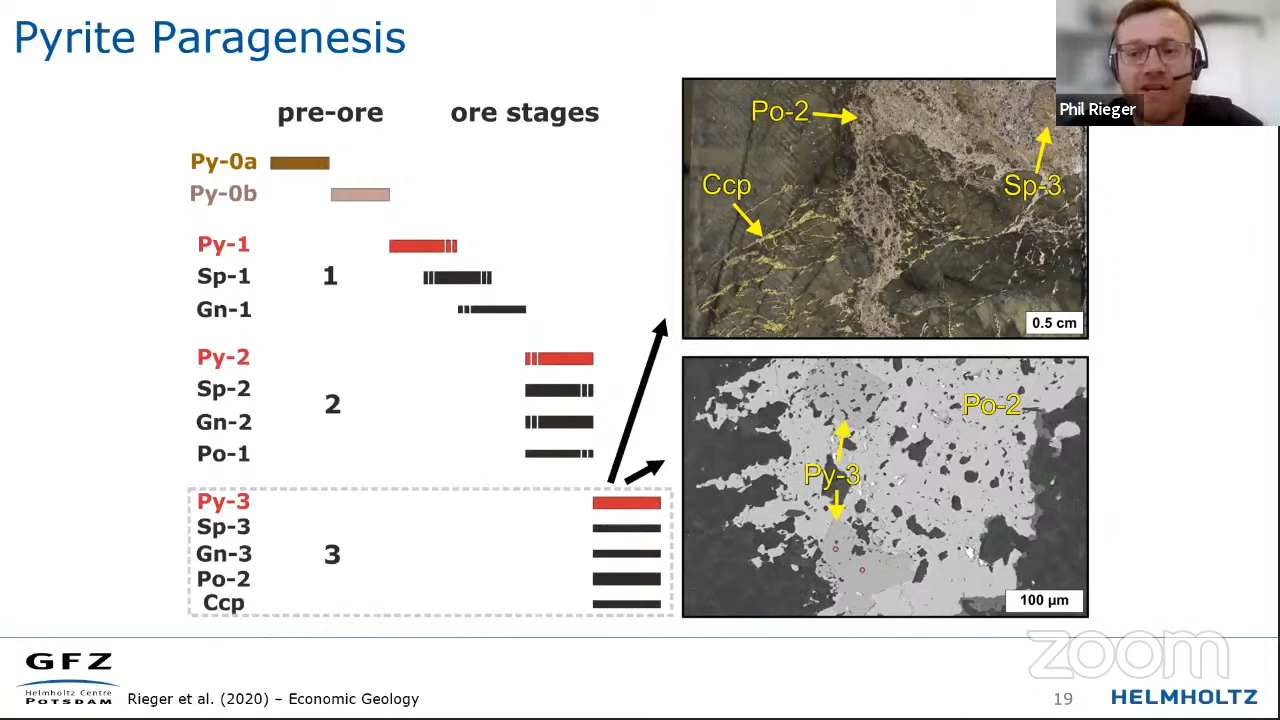 Pyrite Paragenesis
pre-ore ore stages
Py-0a
Py-0b
Py-1
Sp-1
Gn-1
1
Py-2
Sp-2
Gn-2
Po-1
2
Py-3
Sp-3
Gn-3
Po-2
Ccp
3
Po-2
Ccp
Sp-3
0.5 cm
Po-2
Py-3
100 µm
Phil Rieger
GFZ
Helmholtz Centre
POTSDAM
Rieger et al. (2020) – Economic Geology
zoom
19
HELMHOLTZ